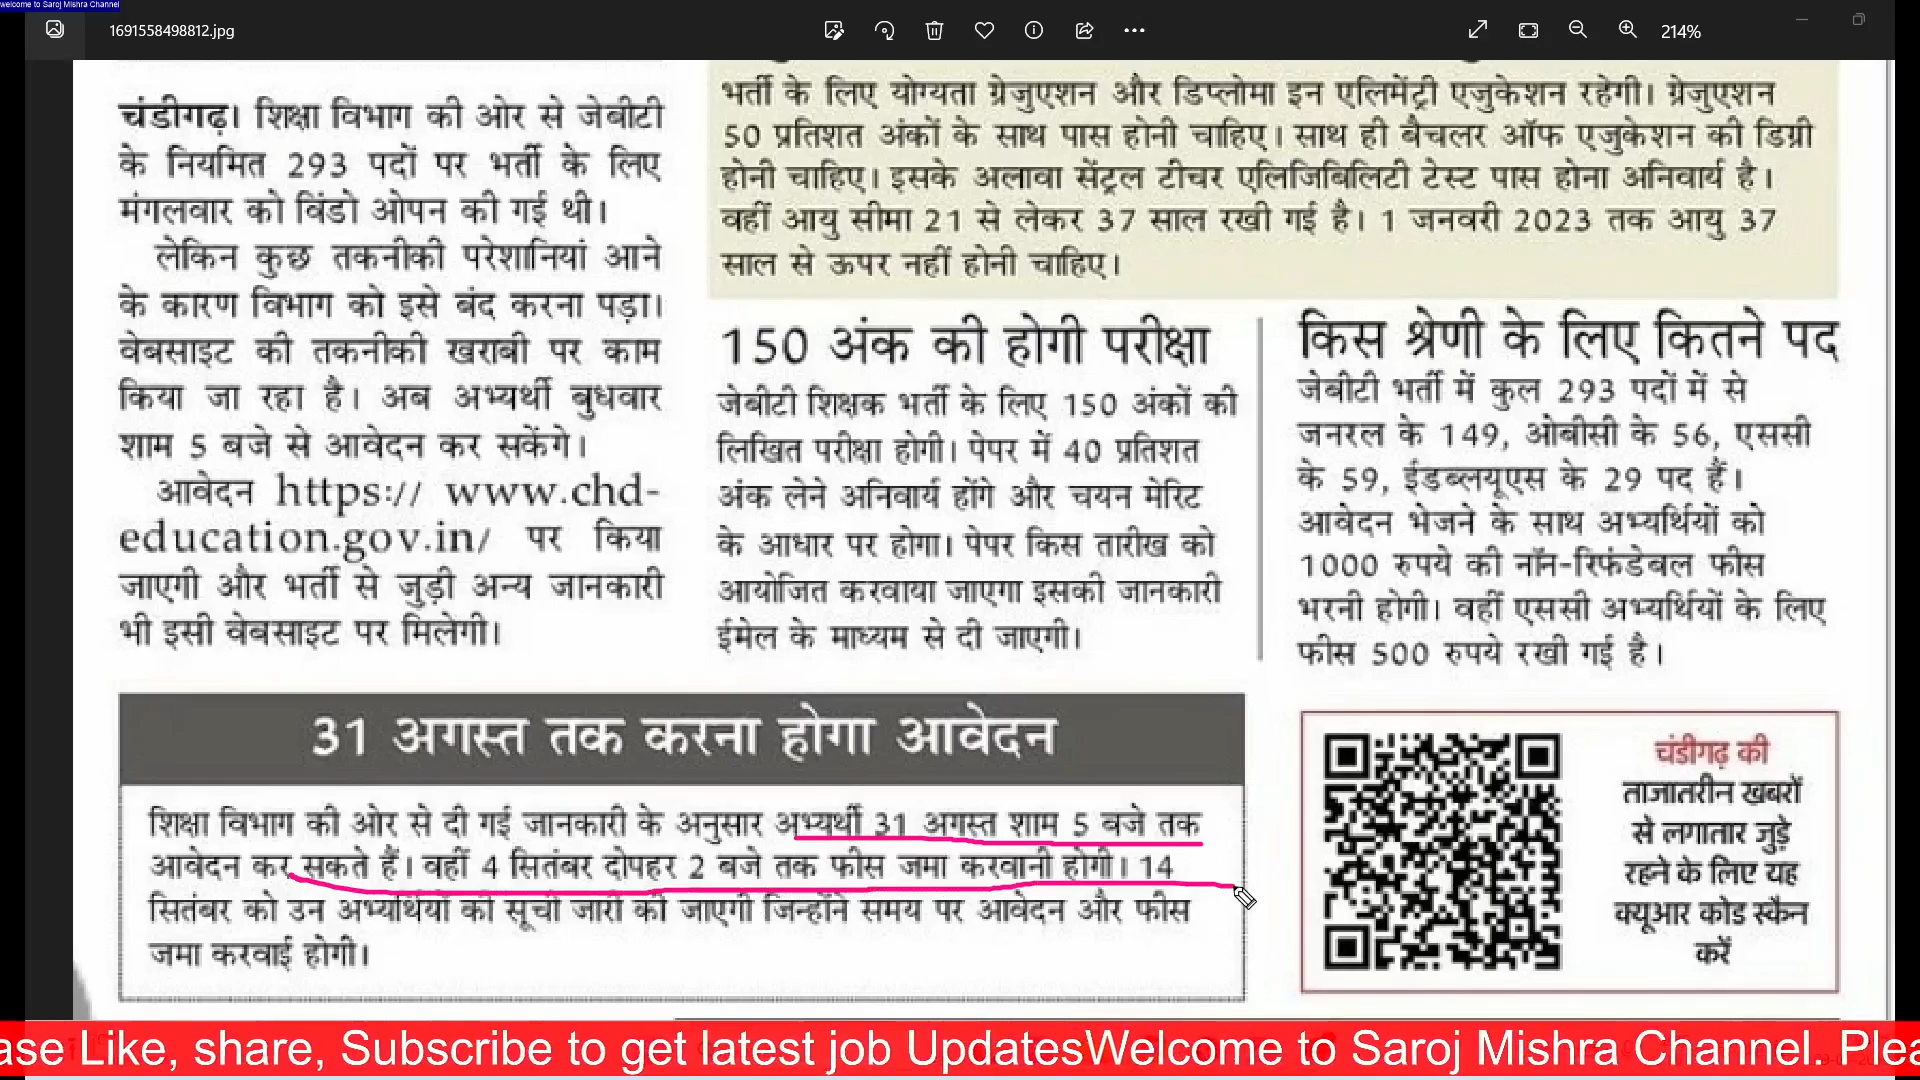 welcome to Saroj Mishra Channel
1691558498812.jpg
214%
चंडीगढ़। शिक्षा विभाग की ओर से जेबीटी
के नियमित 293 पदों पर भर्ती के लिए
मंगलवार को विंडो ओपन की गई थी।
लेकिन कुछ तकनीकी परेशानियां आने
के कारण विभाग को इसे बंद करना पड़ा।
वेबसाइट की तकनीकी खराबी पर काम
किया जा रहा है। अब अभ्यर्थी बुधवार
शाम 5 बजे से आवेदन कर सकेंगे।
आवेदन https:// www.chd-
education.gov.in/ पर किया
जाएगी और भर्ती से जुड़ी अन्य जानकारी
भी इसी वेबसाइट पर मिलेगी।
भर्ती के लिए योग्यता ग्रेजुएशन और डिप्लोमा इन एलिमेंट्री एजुकेशन रहेगी। ग्रेजुएशन
50 प्रतिशत अंकों के साथ पास होनी चाहिए। साथ ही बैचलर ऑफ एजुकेशन की डिग्री
होनी चाहिए। इसके अलावा सेंट्रल टीचर एलिजिबिलिटी टेस्ट पास होना अनिवार्य है।
वहीं आयु सीमा 21 से लेकर 37 साल रखी गई है। 1 जनवरी 2023 तक आयु 37
साल से ऊपर नहीं होनी चाहिए।
150 अंक की होगी परीक्षा
जेबीटी शिक्षक भर्ती के लिए 150 अंकों की
लिखित परीक्षा होगी। पेपर में 40 प्रतिशत
अंक लेने अनिवार्य होंगे और चयन मेरिट
के आधार पर होगा। पेपर किस तारीख को
आयोजित करवाया जाएगा इसकी जानकारी
ईमेल के माध्यम से दी जाएगी।
किस श्रेणी के लिए कितने पद
जेबीटी भर्ती में कुल 293 पदों में से
जनरल के 149, ओबीसी के 56, एससी
के 59, ईडब्लयूएस के 29 पद हैं।
आवेदन भेजने के साथ अभ्यर्थियों को
1000 रुपये की नॉन-रिफंडेबल फीस
भरनी होगी। वहीं एससी अभ्यर्थियों के लिए
फीस 500 रुपये रखी गई है।
31 अगस्त तक करना होगा आवेदन
शिक्षा विभाग की ओर से दी गई जानकारी के अनुसार अभ्यर्थी 31 अगस्त शाम 5 बजे तक
आवेदन कर सकते हैं। वहीं 4 सितंबर दोपहर 2 बजे तक फीस जमा करवानी होगी। 14
सितंबर को उन अभ्यर्थियों की सूची जारी की जाएगी जिन्होंने समय पर आवेदन और फीस
जमा करवाई होगी।
चंडीगढ़ की
ताजातरीन खबरों
से लगातार जुड़े
रहने के लिए यह
क्यूआर कोड स्कैन
करें
ase Like, share, Subscribe to get latest job UpdatesWelcome to Saroj Mishra Channel. Plea